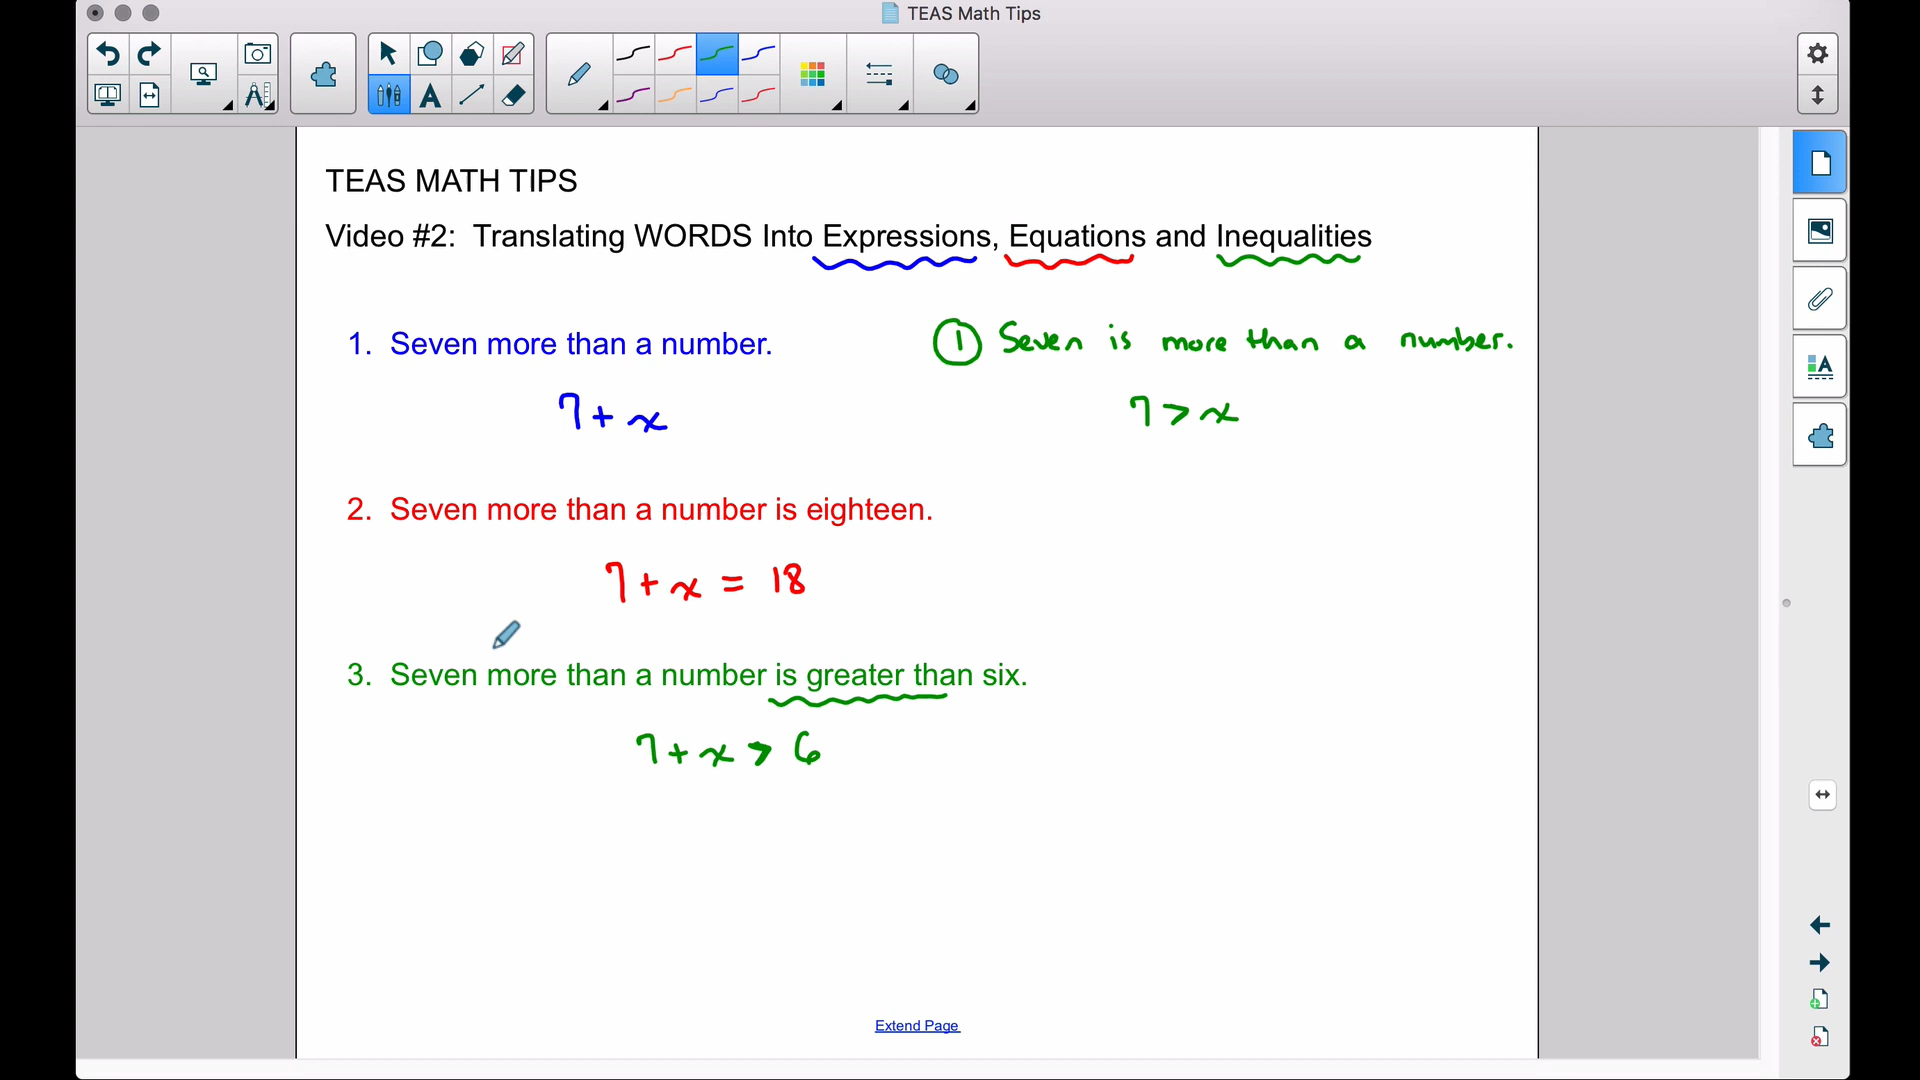 TEAS Math Tips
TEAS MATH TIPS
Video #2: Translating WORDS Into Expressions, Equations and Inequalities
1. Seven more than a number.
① Seven is more than a number.
7 + x
7 > x
2. Seven more than a number is eighteen.
7 + x = 18
3. Seven more than a number is greater than six.
7 + x > 6
Extend Page